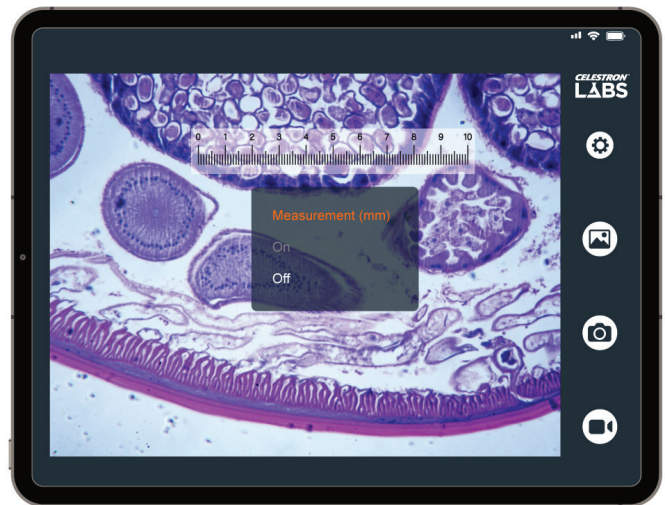 CELESTRON
LABS
0 1 2 3 4 5 6 7 8 9 10
Measurement (mm)
On
Off